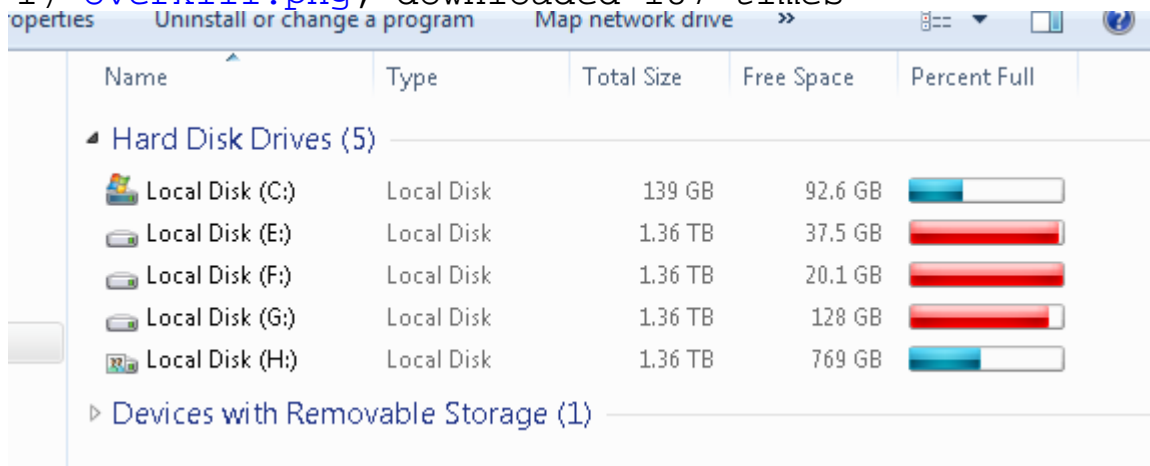 operties Uninstall or change a program Map network drive »
Name Type Total Size Free Space Percent Full
Hard Disk Drives (5)
Local Disk (C:) Local Disk 139 GB 92.6 GB
Local Disk (E:) Local Disk 1.36 TB 37.5 GB
Local Disk (F:) Local Disk 1.36 TB 20.1 GB
Local Disk (G:) Local Disk 1.36 TB 128 GB
Local Disk (H:) Local Disk 1.36 TB 769 GB
Devices with Removable Storage (1)